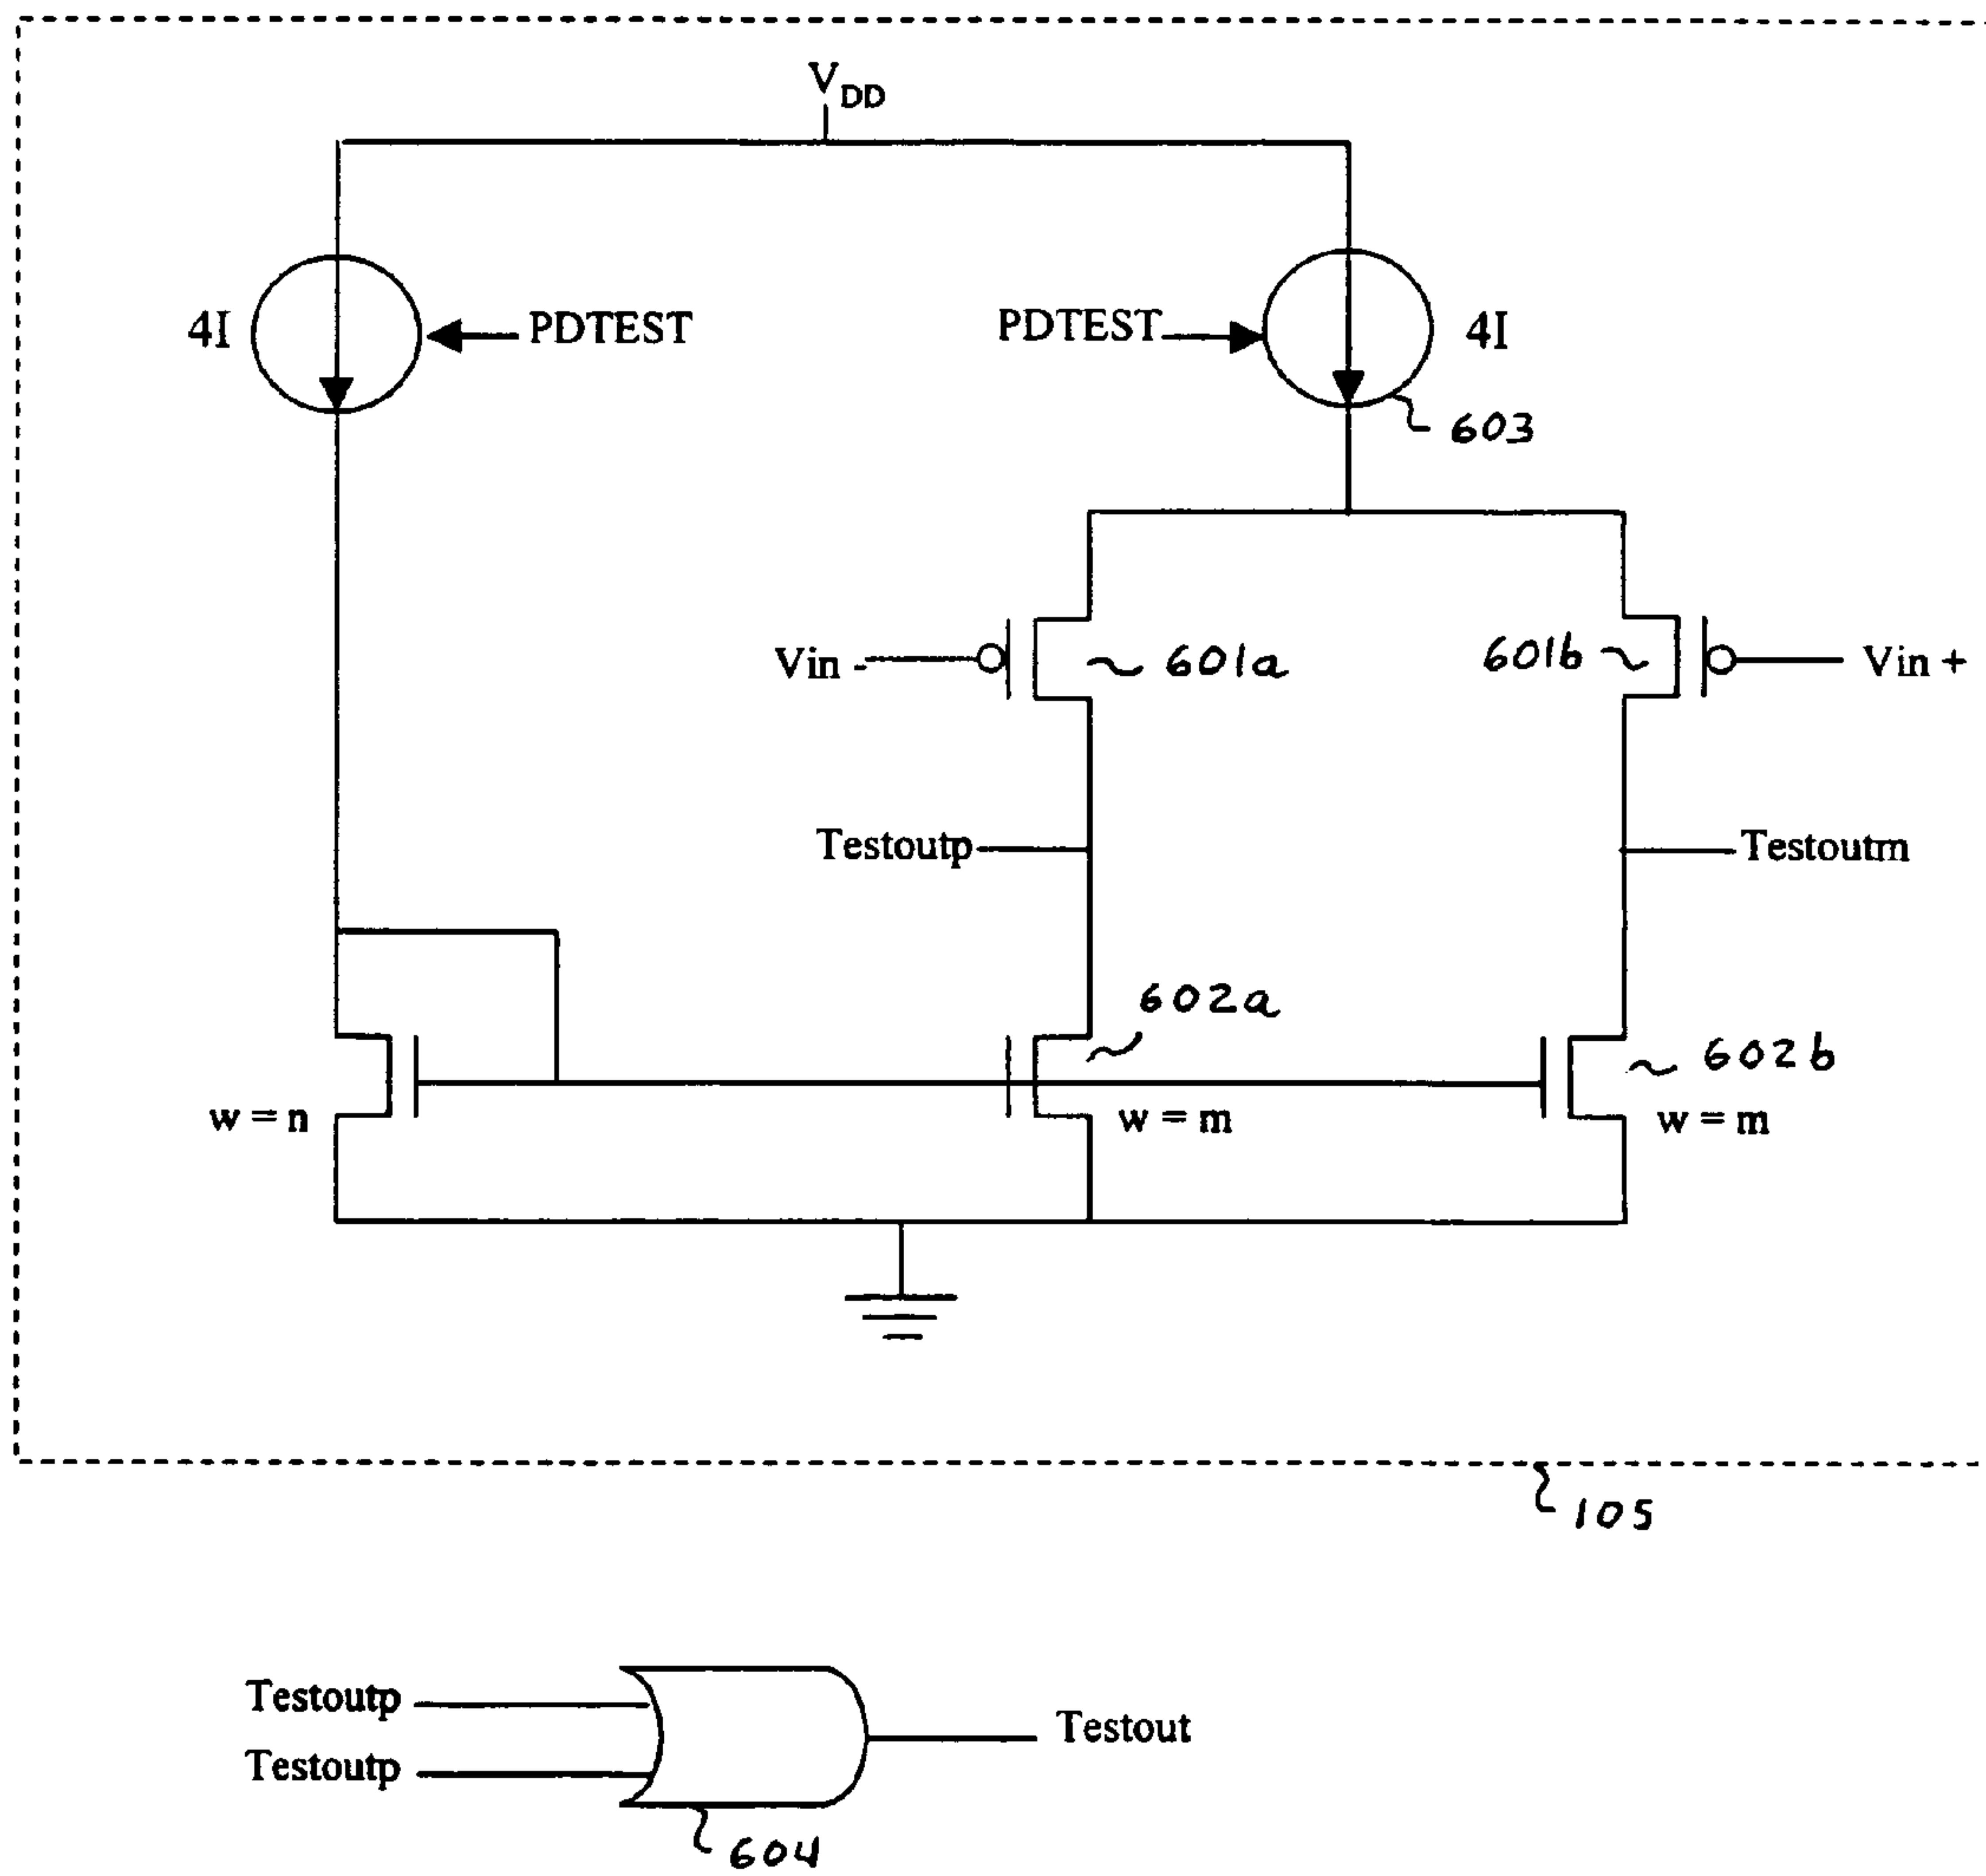 VDD
4I
PDTEST
PDTEST
4I
603
Vin -
601a
601b
Vin +
Testoutp
Testoutm
602a
602b
w = n
w = m
w = m
105
Testoutp
Testoutp
Testout
604